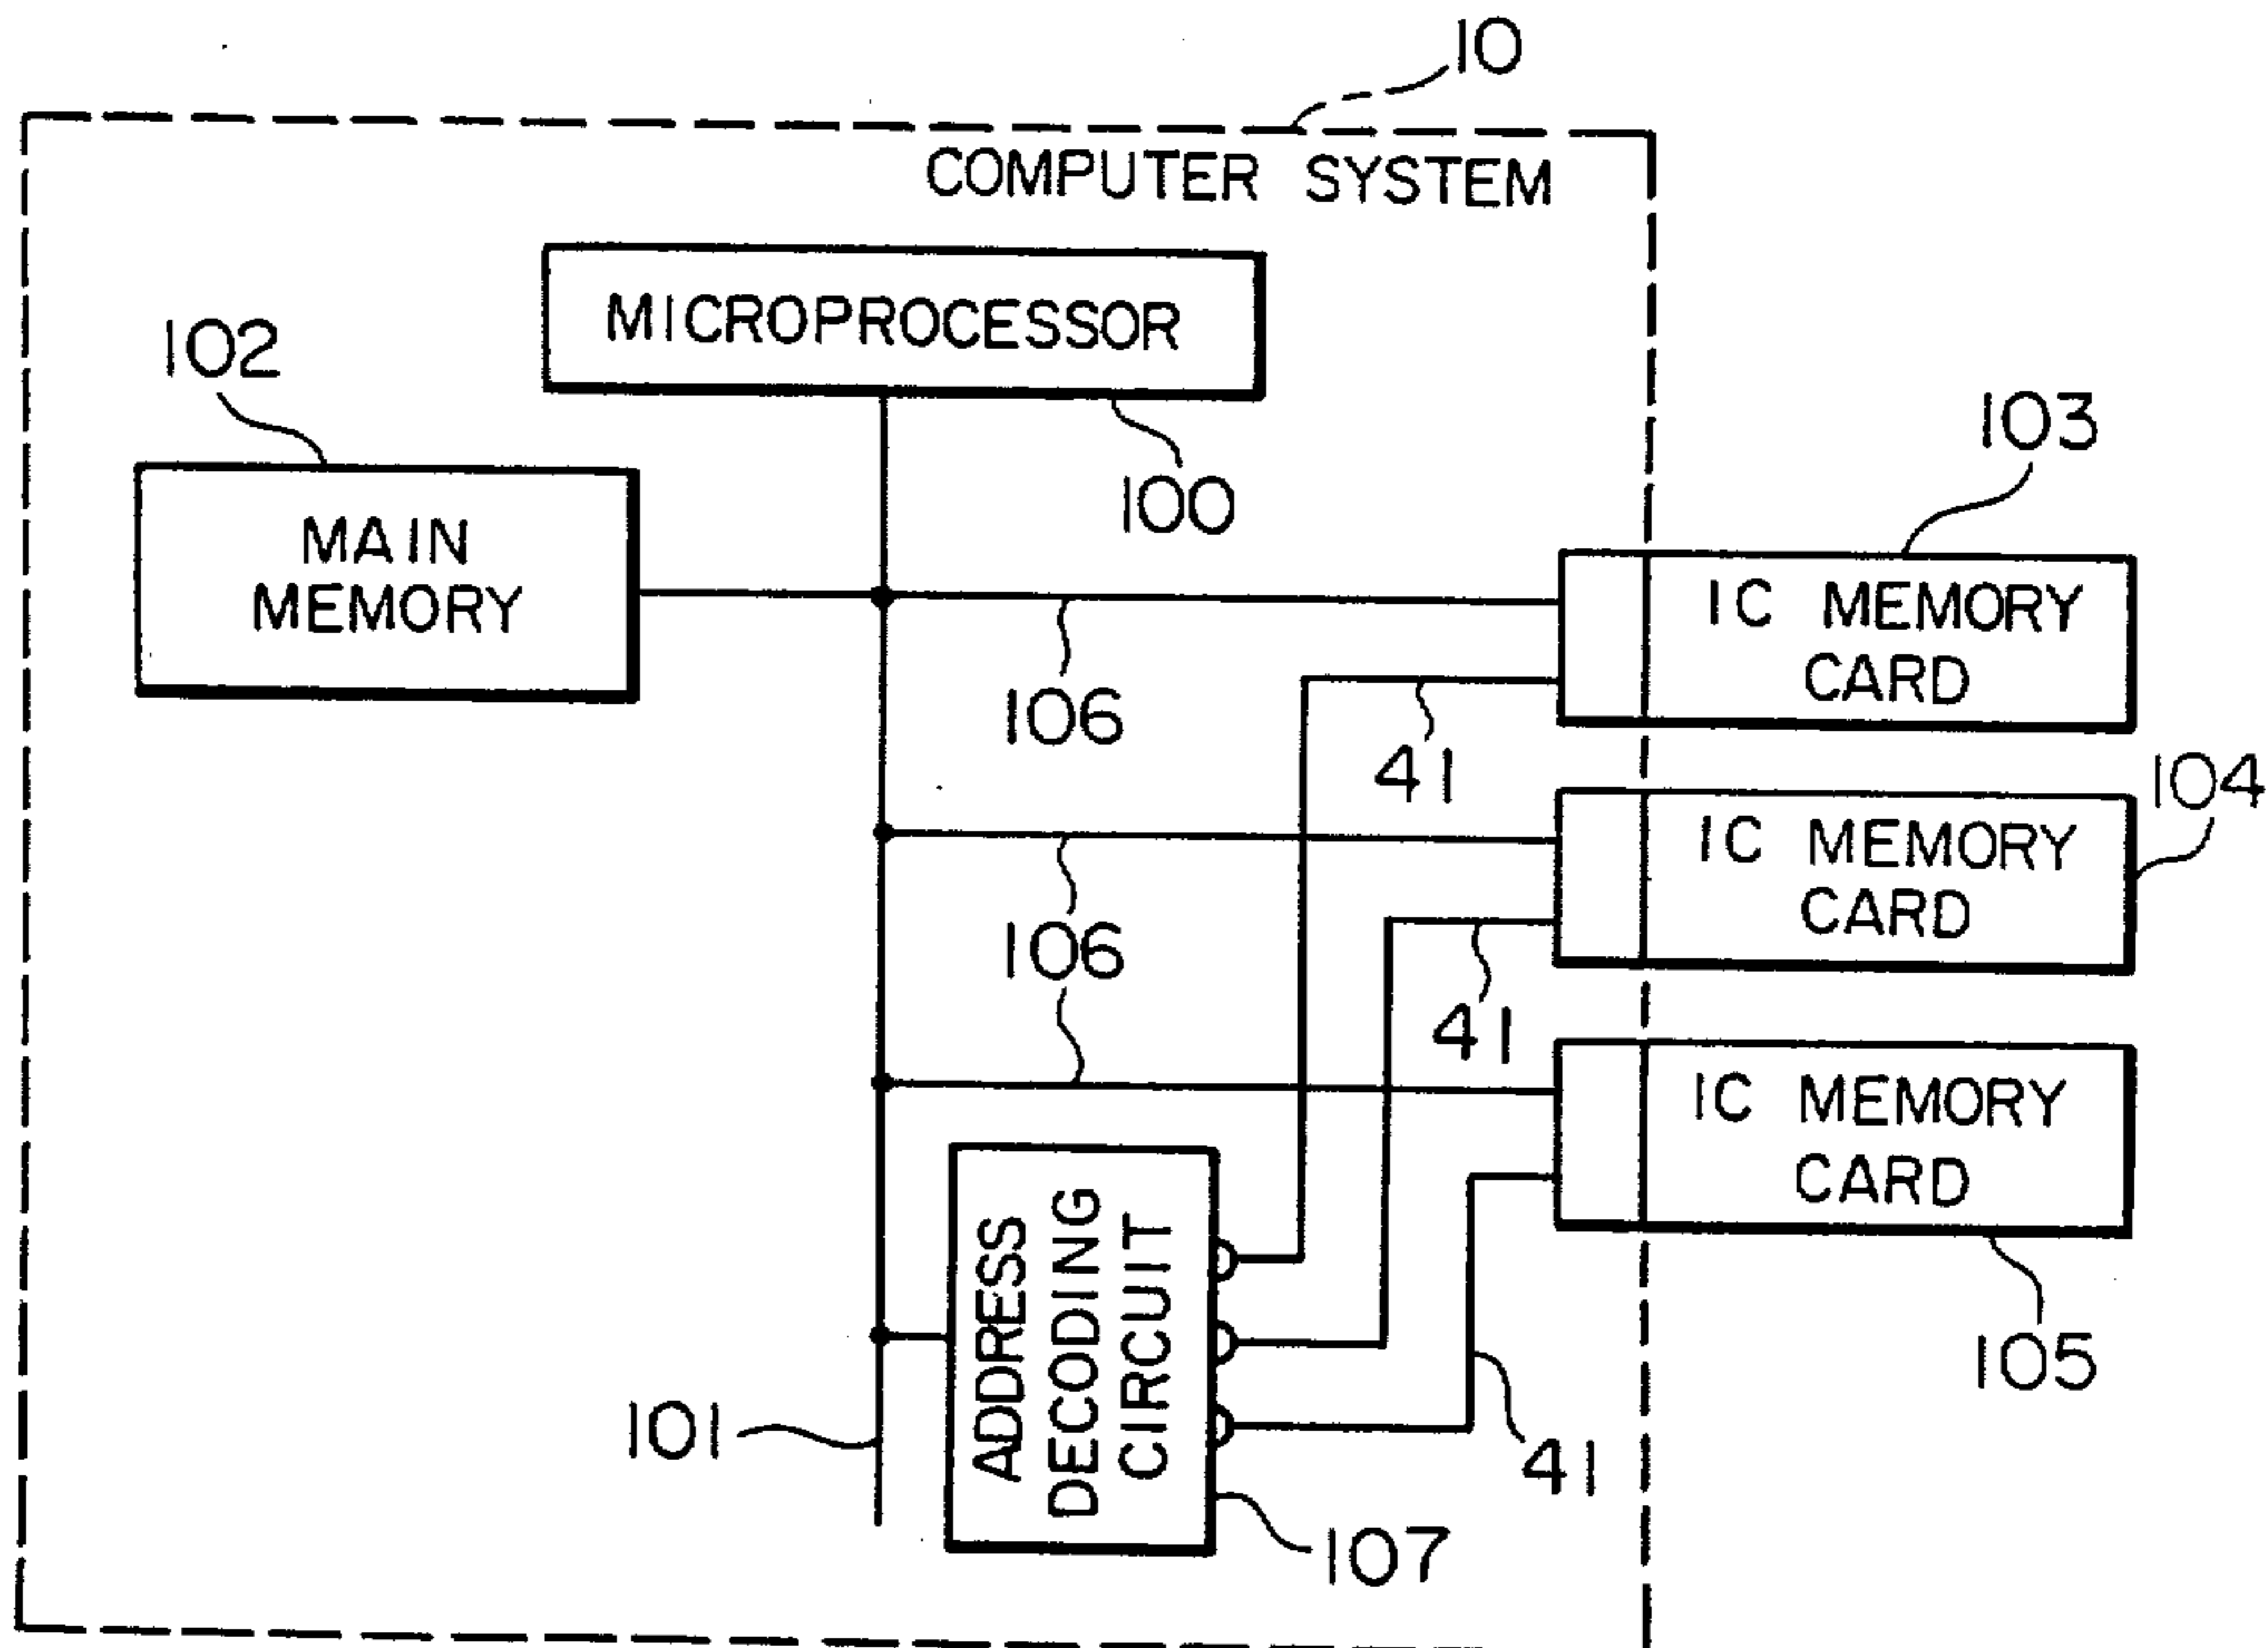 10
COMPUTER SYSTEM
MICROPROCESSOR
102
100
103
MAIN
MEMORY
IC MEMORY
CARD
106
41
104
IC MEMORY
CARD
106
41
IC MEMORY
CARD
ADDRESS
DECODING
CIRCUIT
105
101
41
107